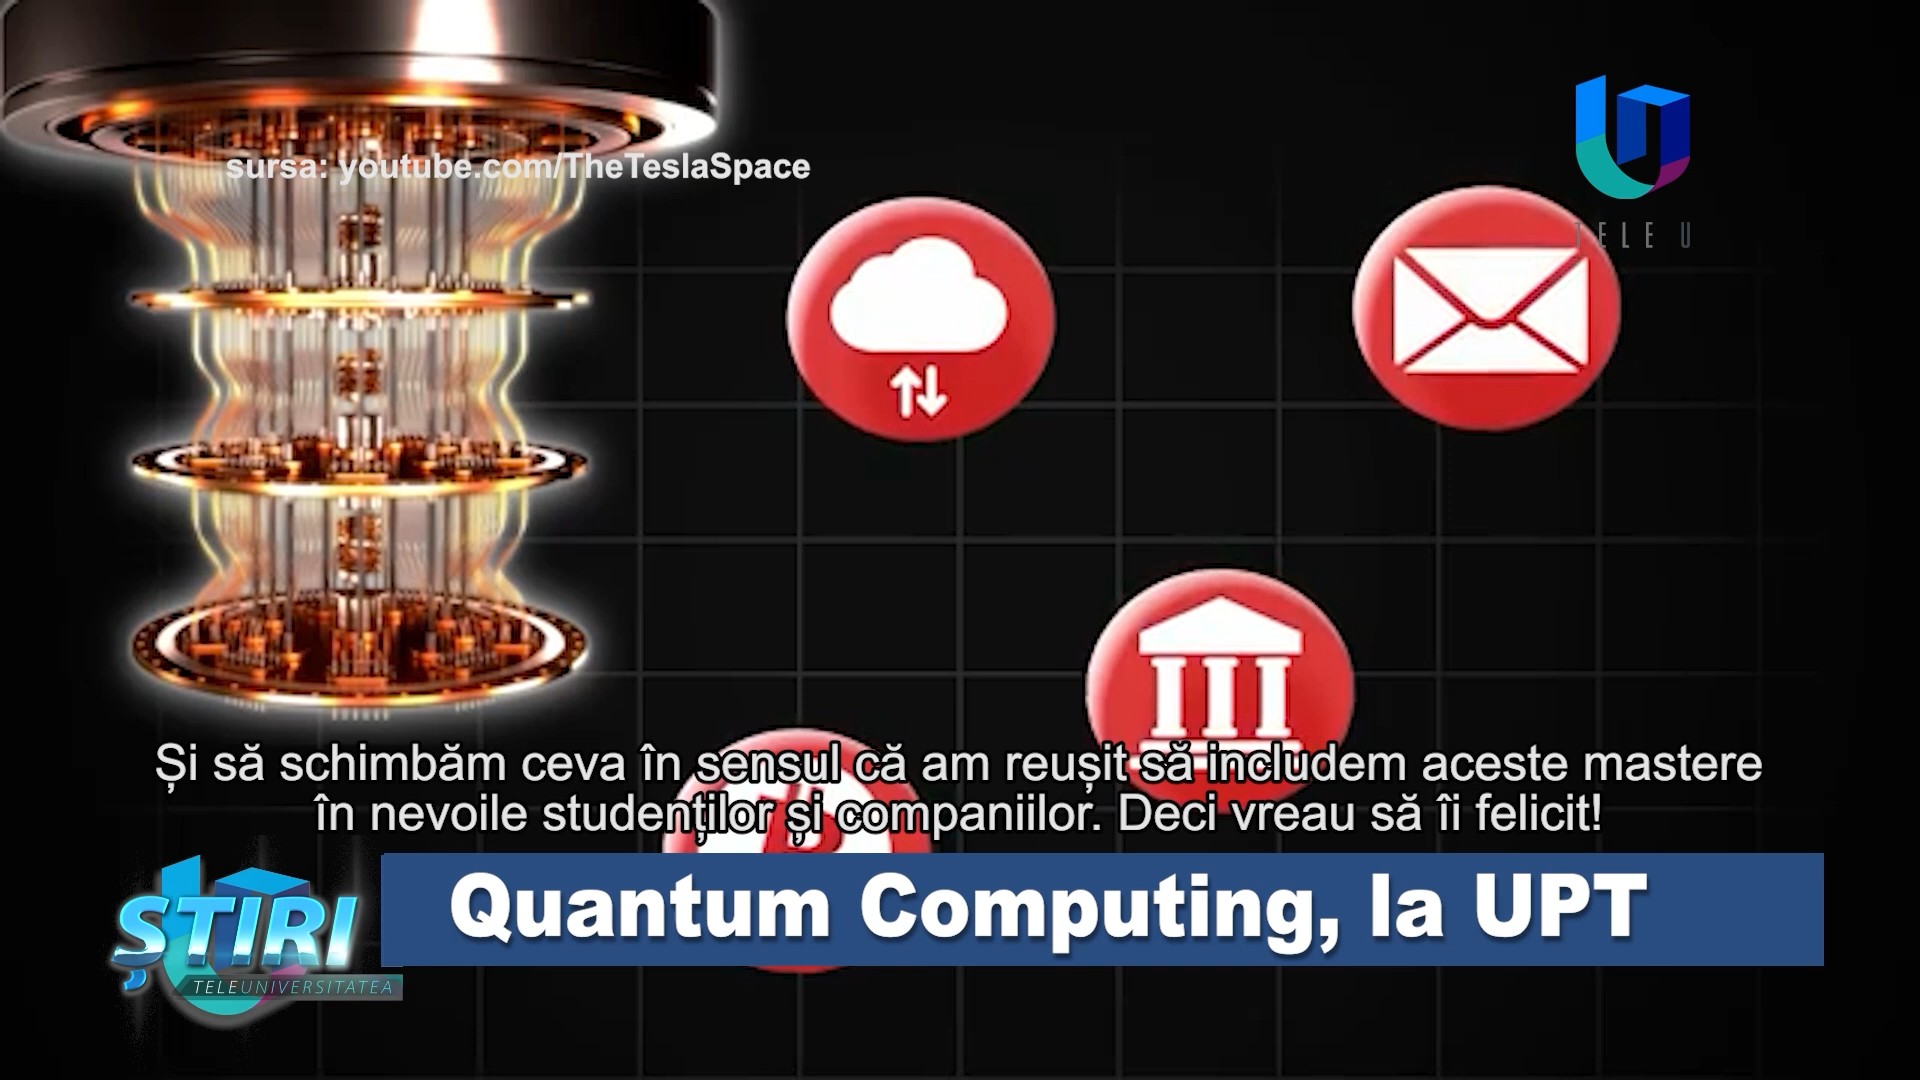 sursa: youtube.com/TheTeslaSpace
TELE U
Și să schimbăm ceva în sensul că am reușit să includem aceste mastere
în nevoile studenților și companiilor. Deci vreau să îi felicit!
Quantum Computing, la UPT
ȘTIRI
TELEUNIVERSITATEA